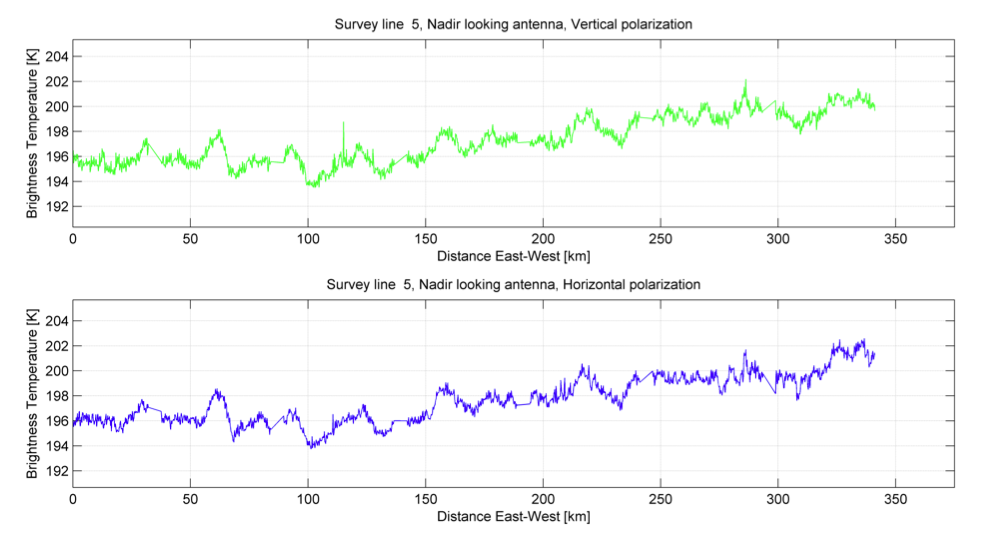 Survey line  5, Nadir looking antenna, Vertical polarization
Brightness Temperature [K]
204
202
200
198
196
194
192
0 50 100 150 200 250 300 350
Distance East-West [km]
Survey line  5, Nadir looking antenna, Horizontal polarization
Brightness Temperature [K]
204
202
200
198
196
194
192
0 50 100 150 200 250 300 350
Distance East-West [km]